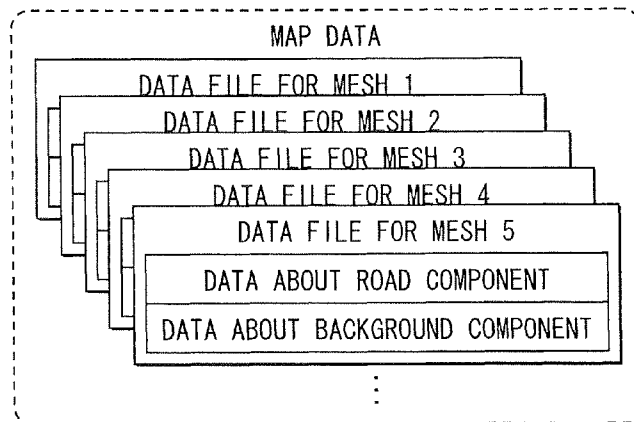 MAP DATA
DATA FILE FOR MESH 1
DATA FILE FOR MESH 2
DATA FILE FOR MESH 3
DATA FILE FOR MESH 4
DATA FILE FOR MESH 5
DATA ABOUT ROAD COMPONENT
DATA ABOUT BACKGROUND COMPONENT